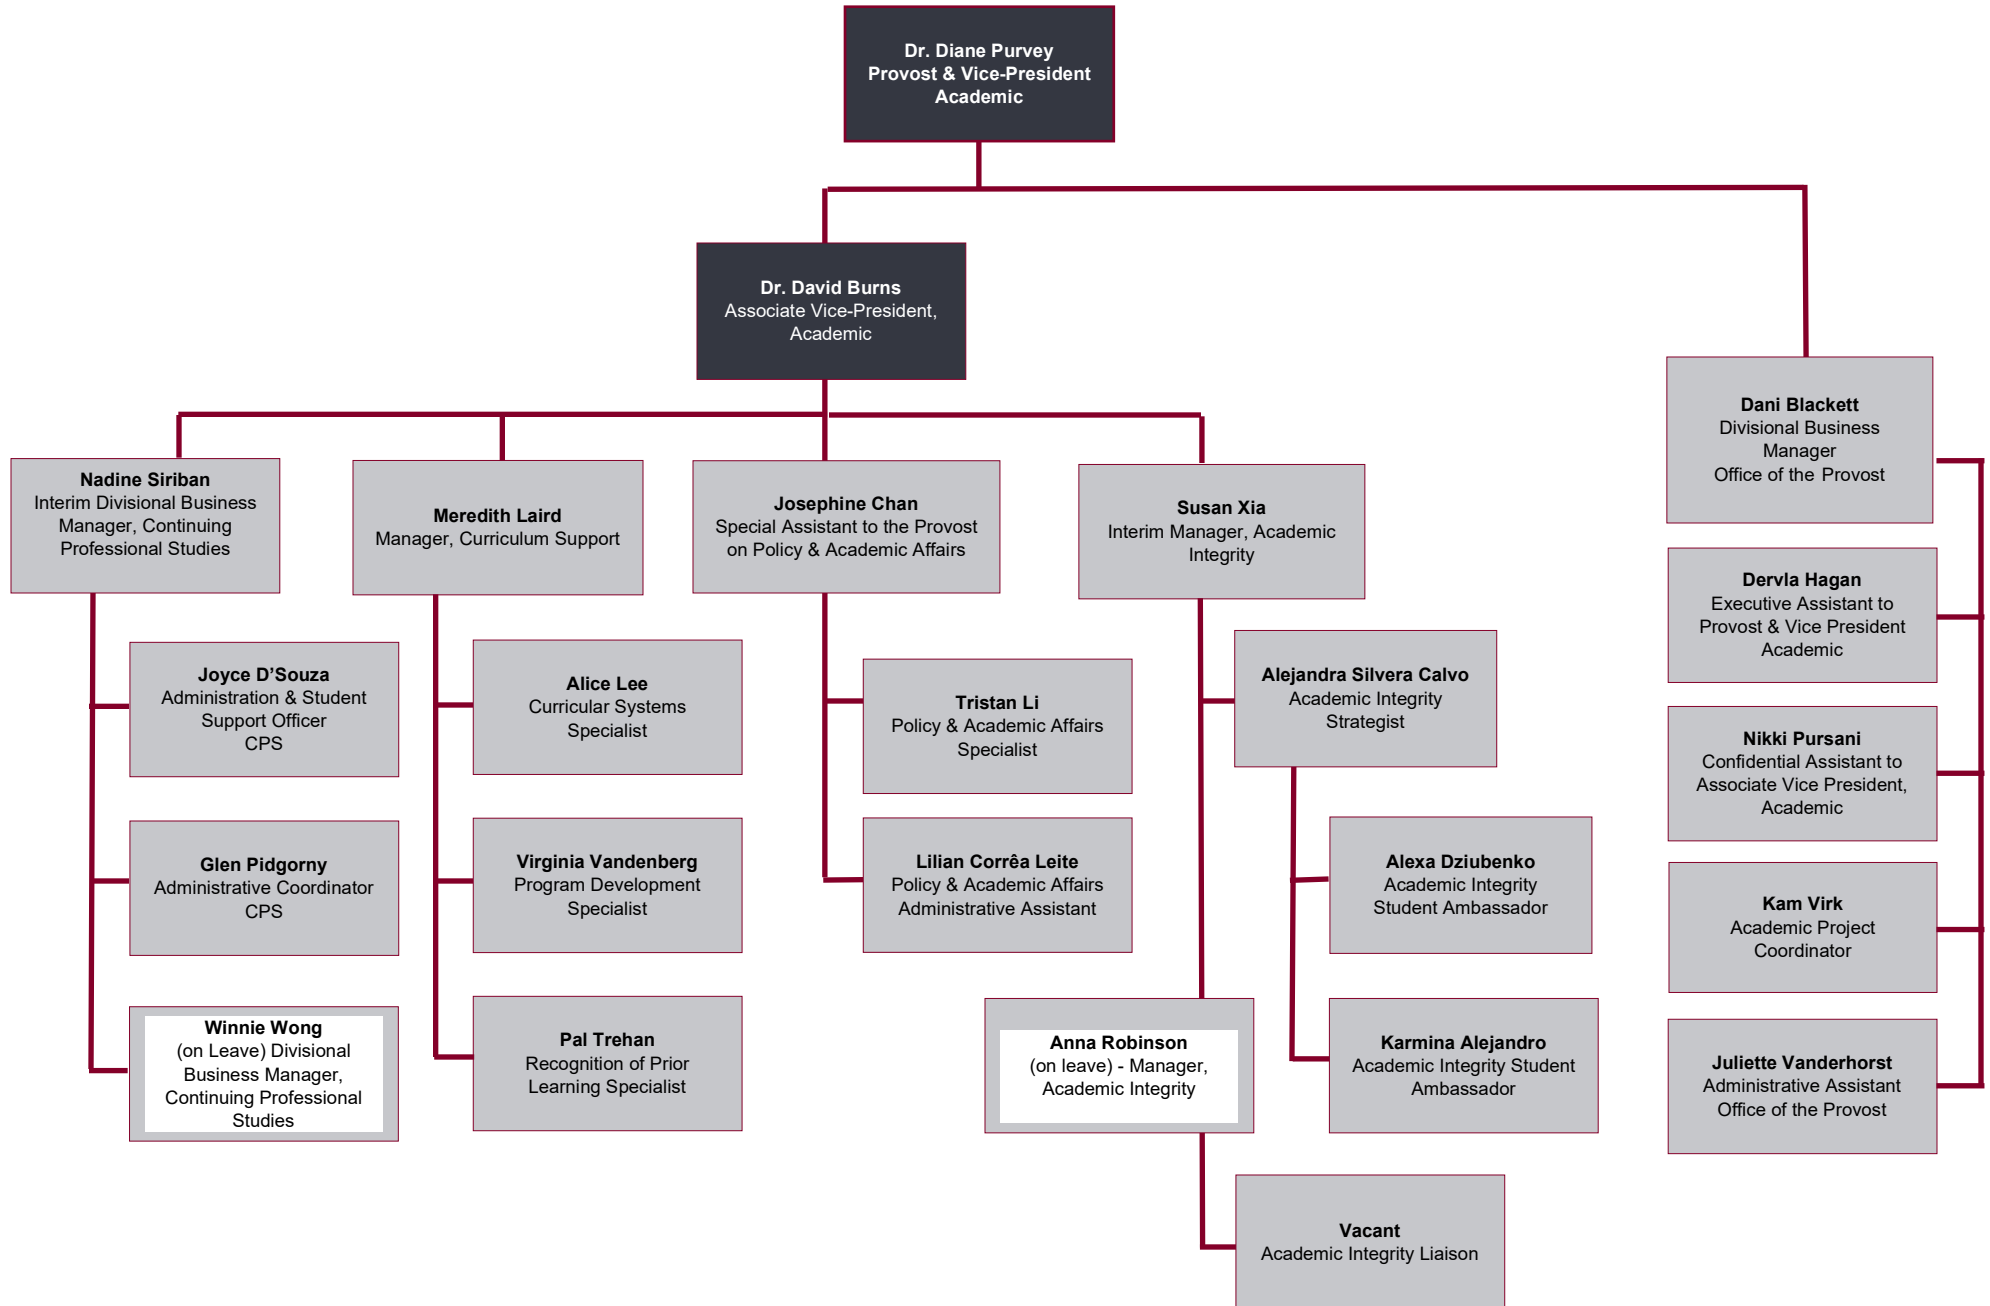 Dr. Diane Purvey
Provost & Vice-President
Academic
Dr. David Burns
Associate Vice-President,
Academic
Nadine Siriban
Interim Divisional Business
Manager, Continuing
Professional Studies
Joyce D’Souza
Administration & Student
Support Officer
CPS
Glen Pidgorny
Administrative Coordinator
CPS
Winnie Wong
(on Leave) Divisional
Business Manager,
Continuing Professional
Studies
Meredith Laird
Manager, Curriculum Support
Alice Lee
Curricular Systems
Specialist
Virginia Vandenberg
Program Development
Specialist
Pal Trehan
Recognition of Prior
Learning Specialist
Josephine Chan
Special Assistant to the Provost
on Policy & Academic Affairs
Tristan Li
Policy & Academic Affairs
Specialist
Lilian Corrêa Leite
Policy & Academic Affairs
Administrative Assistant
Susan Xia
Interim Manager, Academic
Integrity
Alejandra Silvera Calvo
Academic Integrity
Strategist
Alexa Dziubenko
Academic Integrity
Student Ambassador
Karmina Alejandro
Academic Integrity Student
Ambassador
Anna Robinson
(on leave) - Manager,
Academic Integrity
Vacant
Academic Integrity Liaison
Dani Blackett
Divisional Business
Manager
Office of the Provost
Dervla Hagan
Executive Assistant to
Provost & Vice President
Academic
Nikki Pursani
Confidential Assistant to
Associate Vice President,
Academic
Kam Virk
Academic Project
Coordinator
Juliette Vanderhorst
Administrative Assistant
Office of the Provost